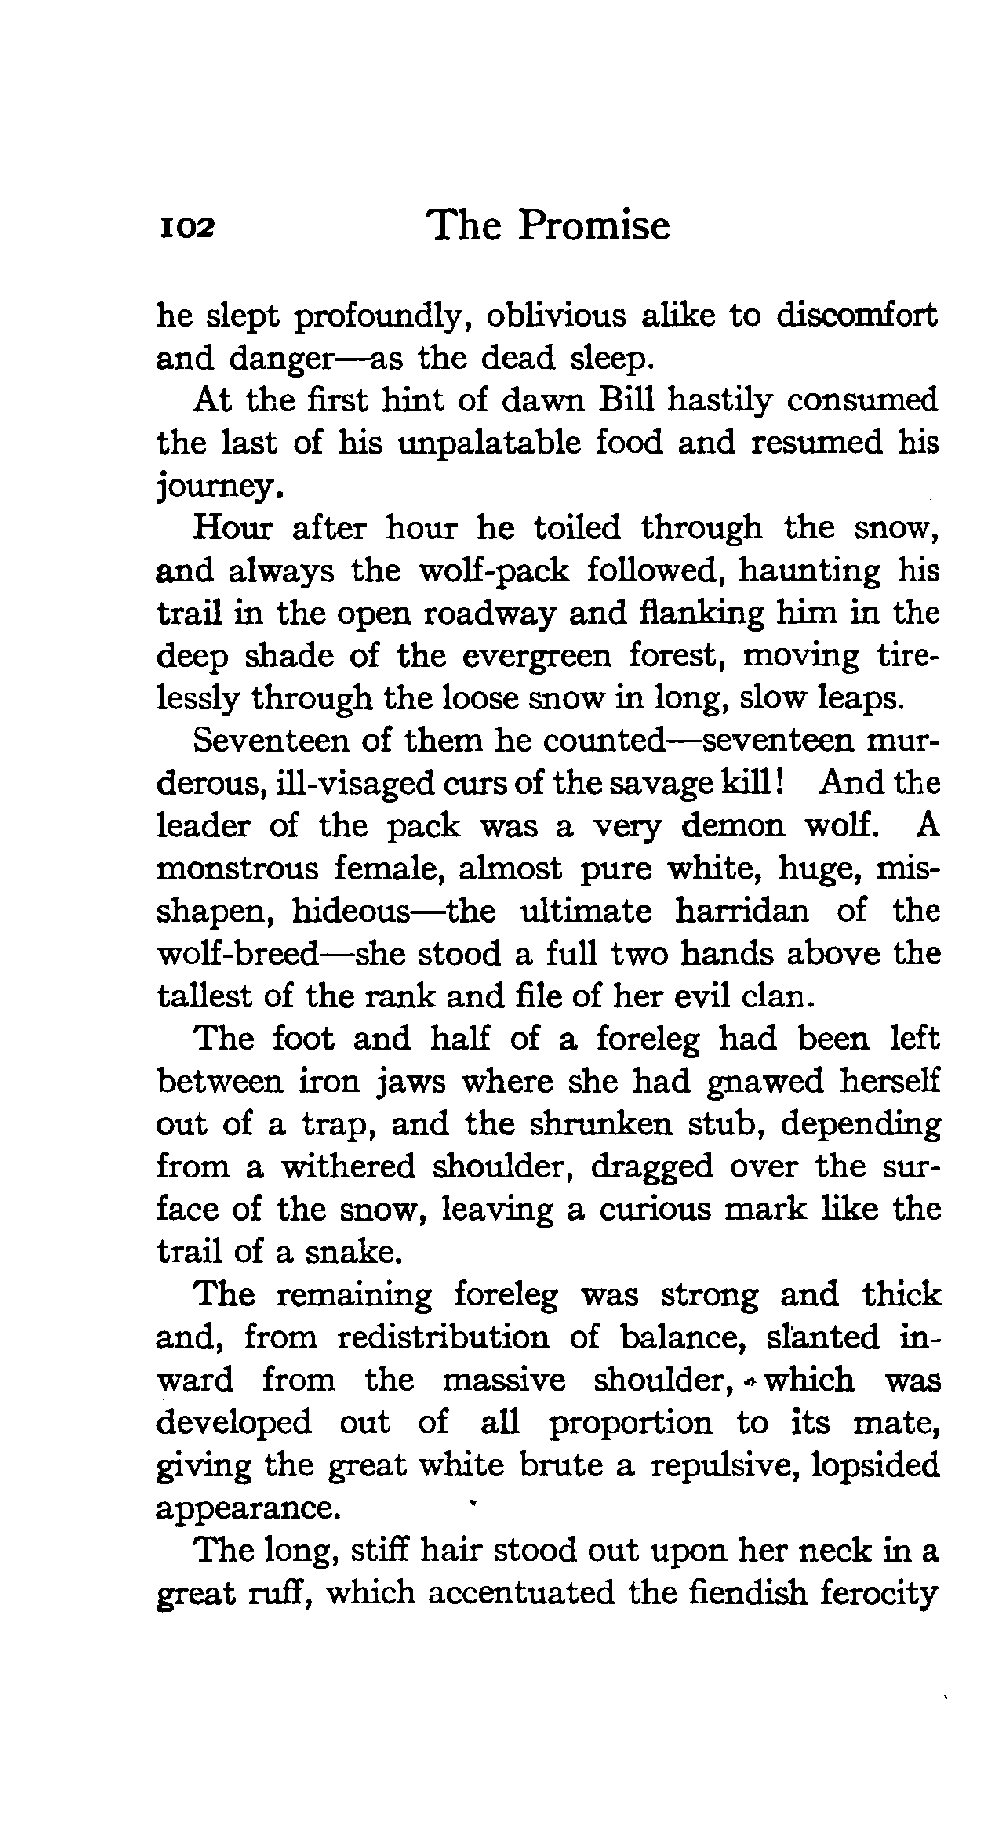 102 The Promise
he slept profoundly, oblivious alike to discomfort
and danger—as the dead sleep.
At the first hint of dawn Bill hastily consumed
the last of his unpalatable food and resumed his
journey.
Hour after hour he toiled through the snow,
and always the wolf-pack followed, haunting his
trail in the open roadway and flanking him in the
deep shade of the evergreen forest, moving tire-
lessly through the loose snow in long, slow leaps.
Seventeen of them he counted—seventeen mur-
derous, ill-visaged curs of the savage kill! And the
leader of the pack was a very demon wolf. A
monstrous female, almost pure white, huge, mis-
shapen, hideous—the ultimate harridan of the
wolf-breed—she stood a full two hands above the
tallest of the rank and file of her evil clan.
The foot and half of a foreleg had been left
between iron jaws where she had gnawed herself
out of a trap, and the shrunken stub, depending
from a withered shoulder, dragged over the sur-
face of the snow, leaving a curious mark like the
trail of a snake.
The remaining foreleg was strong and thick
and, from redistribution of balance, slanted in-
ward from the massive shoulder, which was
developed out of all proportion to its mate,
giving the great white brute a repulsive, lopsided
appearance.
The long, stiff hair stood out upon her neck in a
great ruff, which accentuated the fiendish ferocity